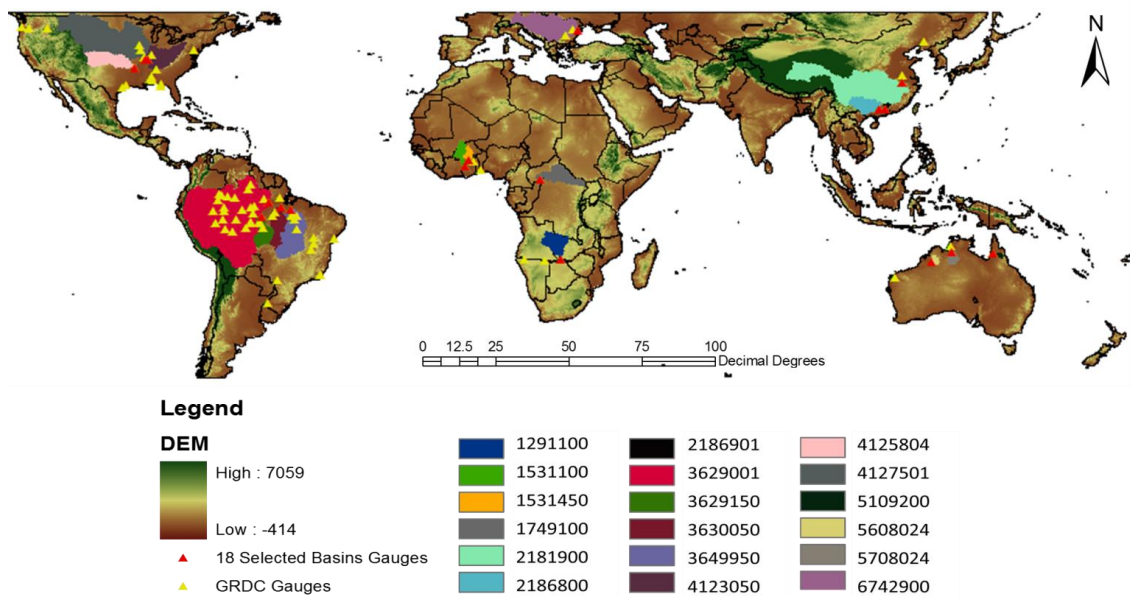 N
0 12.5 25 50 75 100
Decimal Degrees
Legend
DEM
High : 7059
Low : -414
18 Selected Basins Gauges
GRDC Gauges
1291100
1531100
1531450
1749100
2181900
2186800
2186901
3629001
3629150
3630050
3649950
4123050
4125804
4127501
5109200
5608024
5708024
6742900